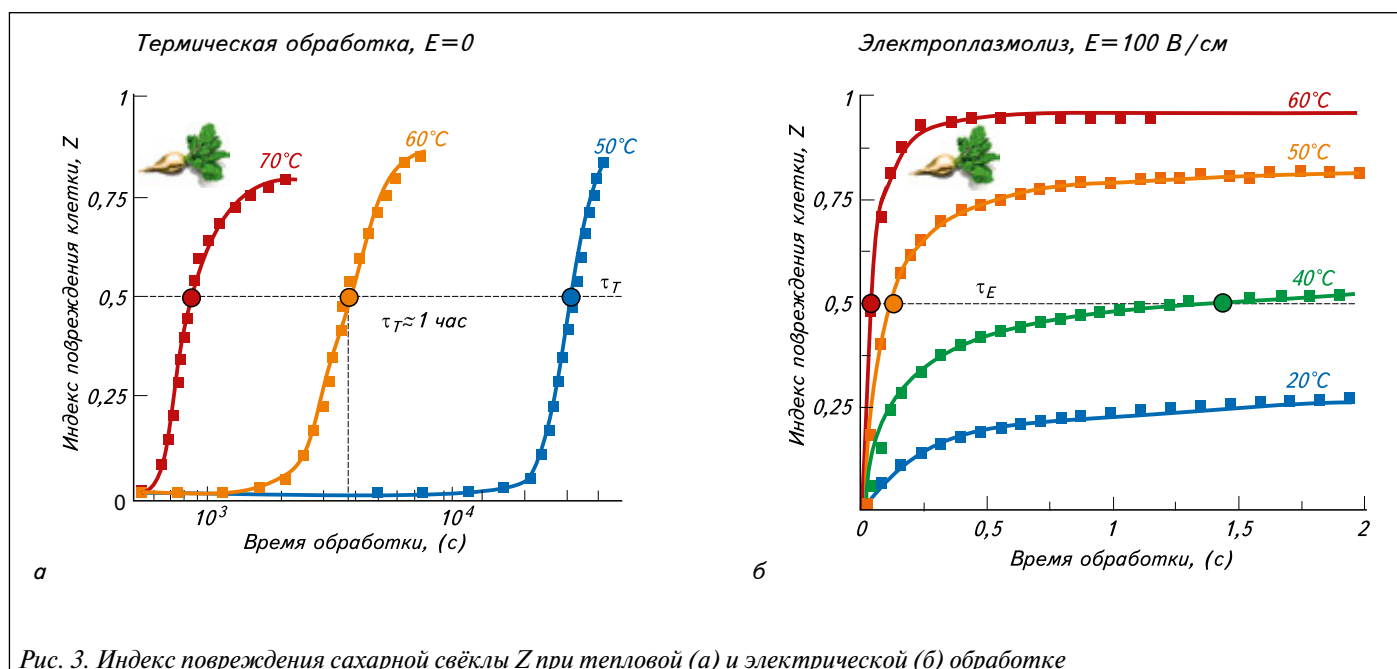 Термическая обработка, E=0
Электроплазмолиз, E=100 В/см
Индекс повреждения клетки, Z
1
0,75
0,5
0,25
0
70°C
60°C
50°C
τT
τT≈1 час
10³
10⁴
Время обработки, (с)
а
Индекс повреждения клетки, Z
1
0,75
0,5
0,25
60°C
50°C
τE
40°C
20°C
0
0,5
1
1,5
2
Время обработки, (с)
б
Рис. 3. Индекс повреждения сахарной свёклы Z при тепловой (а) и электрической (б) обработке